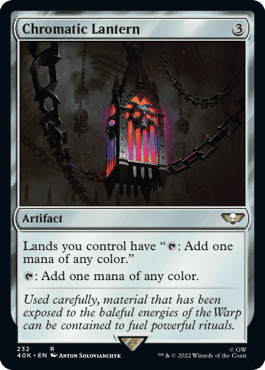 Chromatic Lantern 3
Artifact
Lands you control have “: Add one
mana of any color.”
: Add one mana of any color.
Used carefully, material that has been
exposed to the baleful energies of the Warp
can be contained to fuel powerful rituals.
232 R © GW
40K • EN Anton Solovianchyk ™ & © 2022 Wizards of the Coast